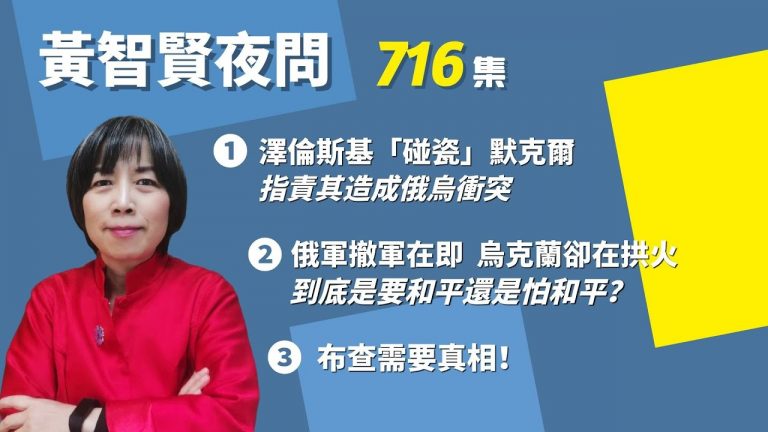 黃智賢夜問 716集
1 澤倫斯基「碰瓷」默克爾
指責其造成俄烏衝突
2 俄軍撤軍在即 烏克蘭卻在拱火
到底是要和平還是怕和平？
3 布查需要真相！